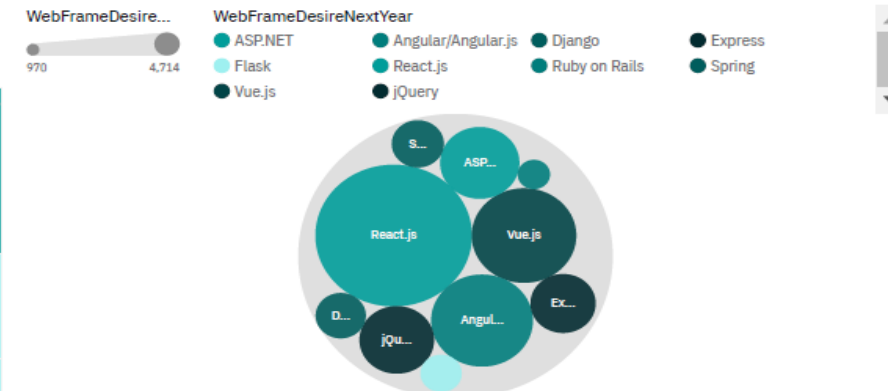 WebFrameDesire... WebFrameDesireNextYear
970 4,714
ASP.NET Angular/Angular.js Django Express
Flask React.js Ruby on Rails Spring
Vue.js jQuery
S...
ASP...
React.js
Vue.js
Ex...
D...
Angul...
jQu...